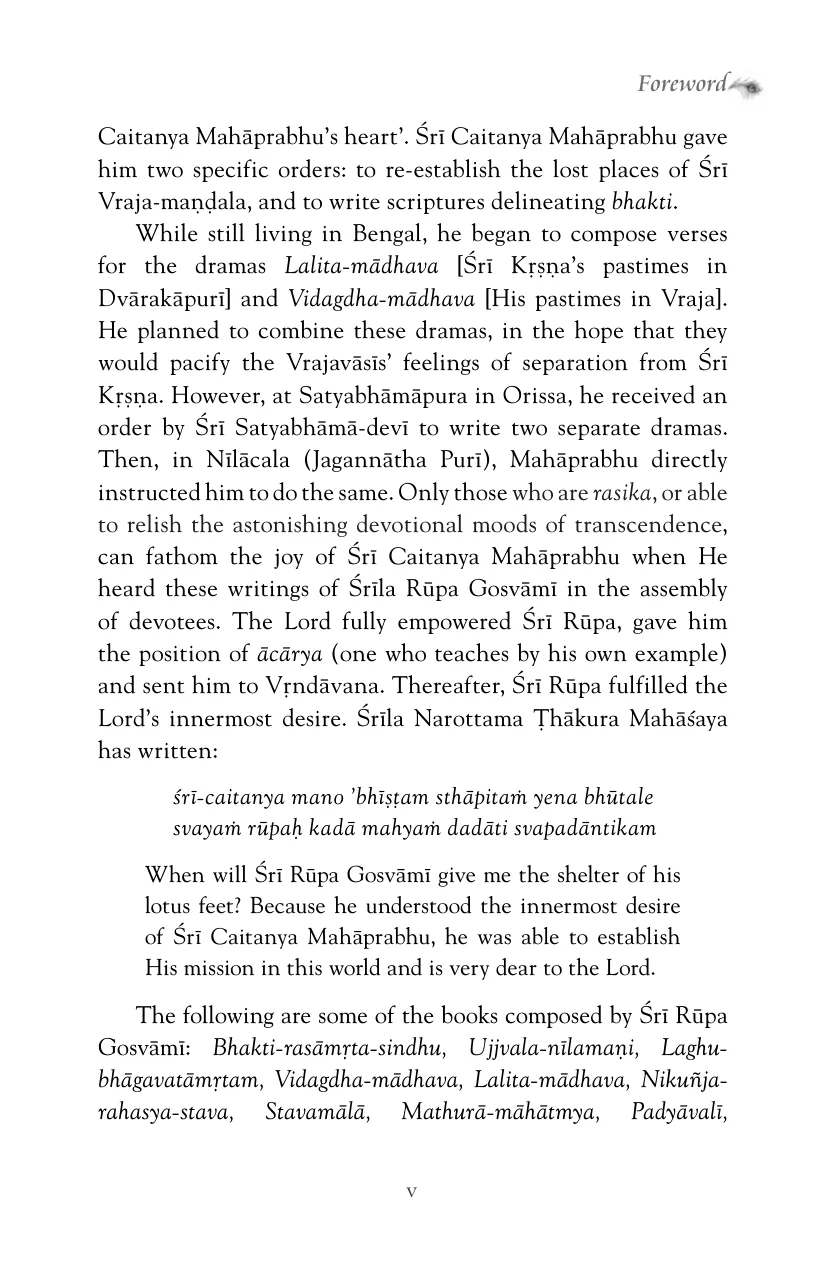 Foreword
Caitanya Mahāprabhu’s heart’. Śrī Caitanya Mahāprabhu gave
him two specific orders: to re-establish the lost places of Śrī
Vraja-maṇḍala, and to write scriptures delineating bhakti.
While still living in Bengal, he began to compose verses
for the dramas Lalita-mādhava [Śrī Kṛṣṇa’s pastimes in
Dvārakāpurī] and Vidagdha-mādhava [His pastimes in Vraja].
He planned to combine these dramas, in the hope that they
would pacify the Vrajavāsīs’ feelings of separation from Śrī
Kṛṣṇa. However, at Satyabhāmāpura in Orissa, he received an
order by Śrī Satyabhāmā-devī to write two separate dramas.
Then, in Nīlācala (Jagannātha Purī), Mahāprabhu directly
instructed him to do the same. Only those who are rasika, or able
to relish the astonishing devotional moods of transcendence,
can fathom the joy of Śrī Caitanya Mahāprabhu when He
heard these writings of Śrīla Rūpa Gosvāmī in the assembly
of devotees. The Lord fully empowered Śrī Rūpa, gave him
the position of ācārya (one who teaches by his own example)
and sent him to Vṛndāvana. Thereafter, Śrī Rūpa fulfilled the
Lord’s innermost desire. Śrīla Narottama Ṭhākura Mahāśaya
has written:
śrī-caitanya mano ’bhīṣṭam sthāpitaṁ yena bhūtale
svayaṁ rūpaḥ kadā mahyaṁ dadāti svapadāntikam
When will Śrī Rūpa Gosvāmī give me the shelter of his
lotus feet? Because he understood the innermost desire
of Śrī Caitanya Mahāprabhu, he was able to establish
His mission in this world and is very dear to the Lord.
The following are some of the books composed by Śrī Rūpa
Gosvāmī: Bhakti-rasāmṛta-sindhu, Ujjvala-nīlamaṇi, Laghu-
bhāgavatāmṛtam, Vidagdha-mādhava, Lalita-mādhava, Nikuñja-
rahasya-stava, Stavamālā, Mathurā-māhātmya, Padyāvalī,
v